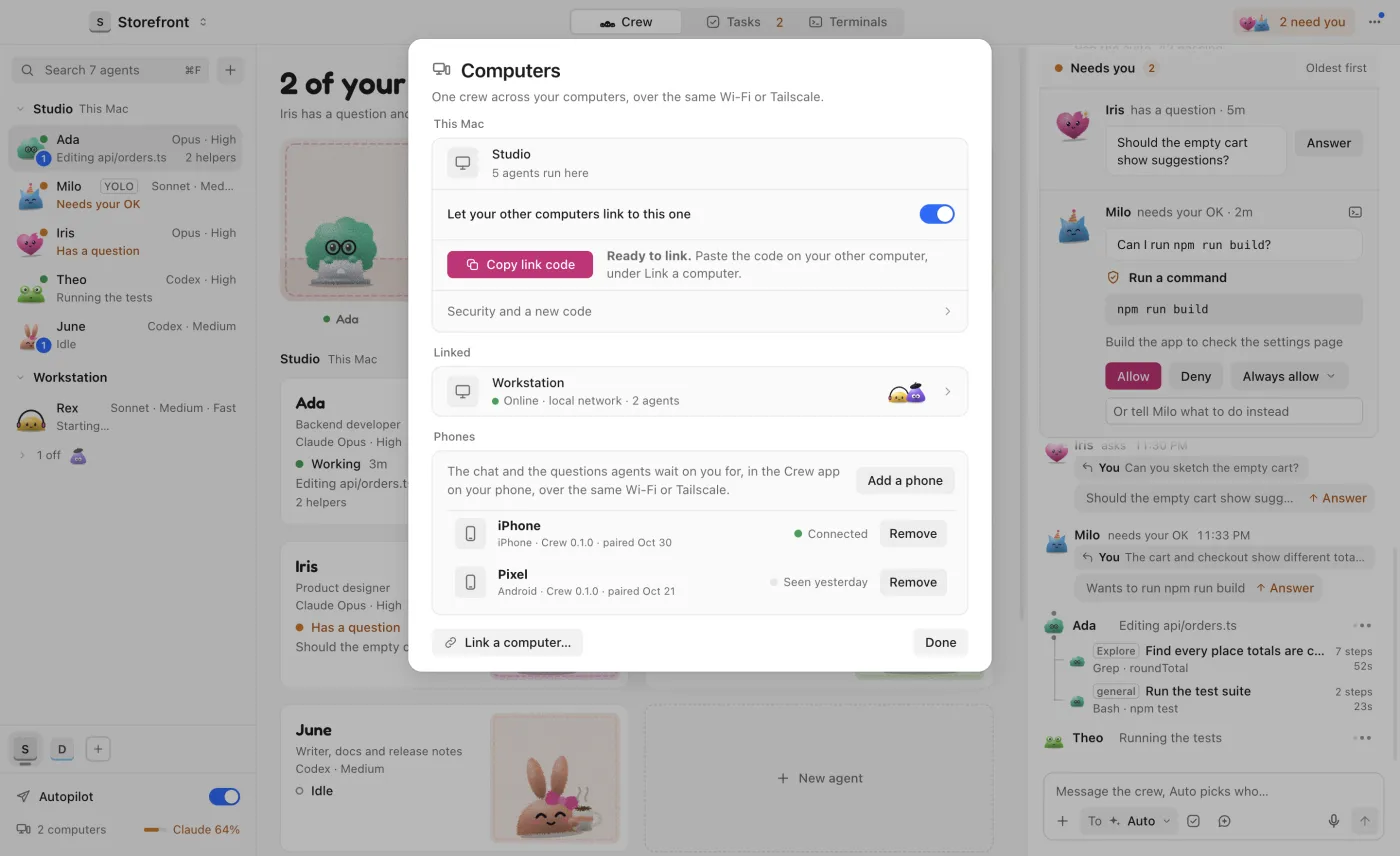 S Storefront
Crew
Tasks 2
Terminals
2 need you
Search 7 agents ⌘F
Studio This Mac
Ada Opus · High
1 Editing api/orders.ts 2 helpers
Milo YOLO Sonnet · Med...
Needs your OK
Iris Opus · High
Has a question
Theo Codex · High
Running the tests
June Codex · Medium
1 Idle
Workstation
Rex Sonnet · Medium · Fast
Starting...
1 off
S D +
Autopilot
2 computers Claude 64%
2 of your
Iris has a question and
Ada
Studio This Mac
Ada
Backend developer
Claude Opus · High
Working 3m
Editing api/orders.t
2 helpers
Iris
Product designer
Claude Opus · High
Has a question
Should the empty c
June
Writer, docs and release notes
Codex · Medium
Idle
+ New agent
Computers
One crew across your computers, over the same Wi-Fi or Tailscale.
This Mac
Studio
5 agents run here
Let your other computers link to this one
Copy link code
Ready to link. Paste the code on your other computer,
under Link a computer.
Security and a new code
Linked
Workstation
Online · local network · 2 agents
Phones
The chat and the questions agents wait on you for, in the Crew app
on your phone, over the same Wi-Fi or Tailscale.
Add a phone
iPhone
iPhone · Crew 0.1.0 · paired Oct 30
Connected
Remove
Pixel
Android · Crew 0.1.0 · paired Oct 21
Seen yesterday
Remove
Link a computer...
Done
Needs you 2 Oldest first
Iris has a question · 5m
Should the empty cart
show suggestions?
Answer
Milo needs your OK · 2m
Can I run npm run build?
Run a command
npm run build
Build the app to check the settings page
Allow
Deny
Always allow
Or tell Milo what to do instead
Iris asks 11:30 PM
You Can you sketch the empty cart?
Should the empty cart show sugg... Answer
Milo needs your OK 11:33 PM
You The cart and checkout show different tota...
Wants to run npm run build Answer
Ada Editing api/orders.ts
Explore Find every place totals are c... 7 steps
Grep · roundTotal 52s
general Run the test suite 2 steps
Bash · npm test 23s
Theo Running the tests
Message the crew, Auto picks who...
+ To Auto